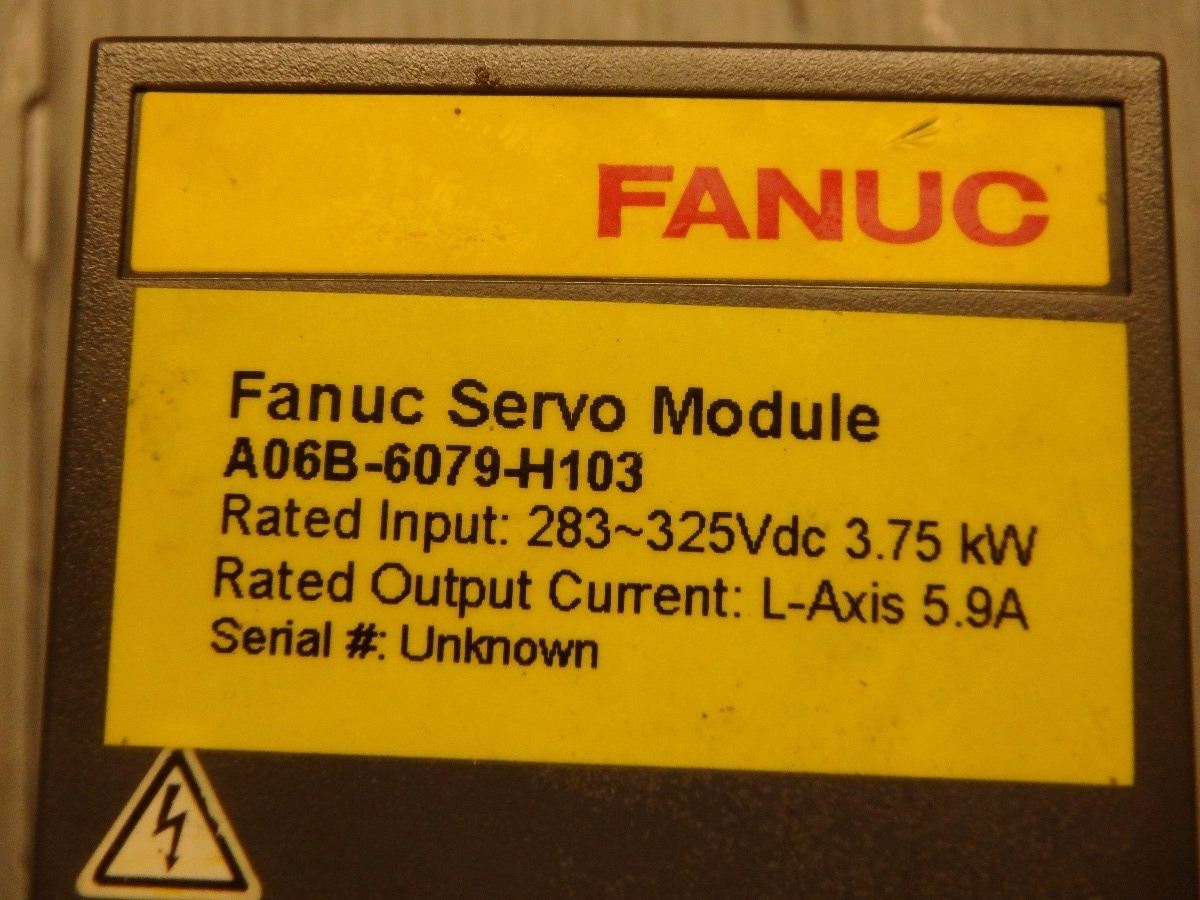 FANUC
Fanuc Servo Module
A06B-6079-H103
Rated Input: 283~325Vdc 3.75 kW
Rated Output Current: L-Axis 5.9A
Serial #: Unknown